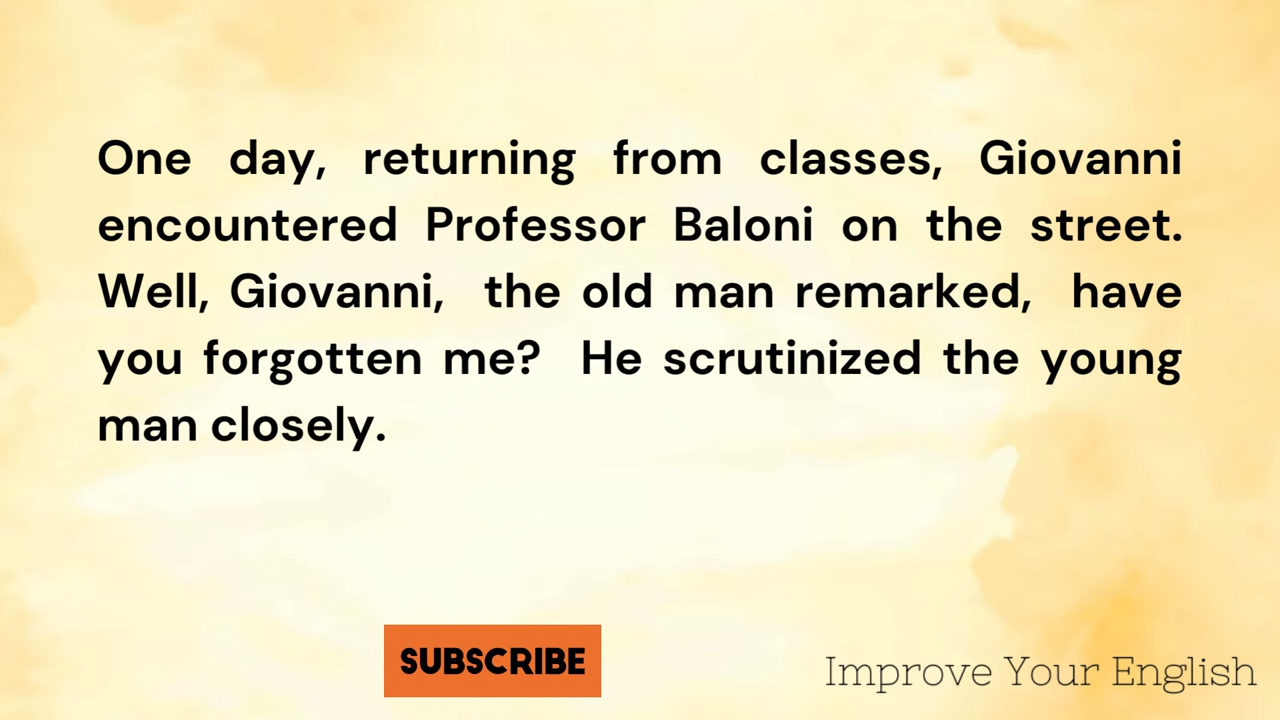 One day, returning from classes, Giovanni
encountered Professor Baloni on the street.
Well, Giovanni, the old man remarked, have
you forgotten me? He scrutinized the young
man closely.
SUBSCRIBE
Improve Your English